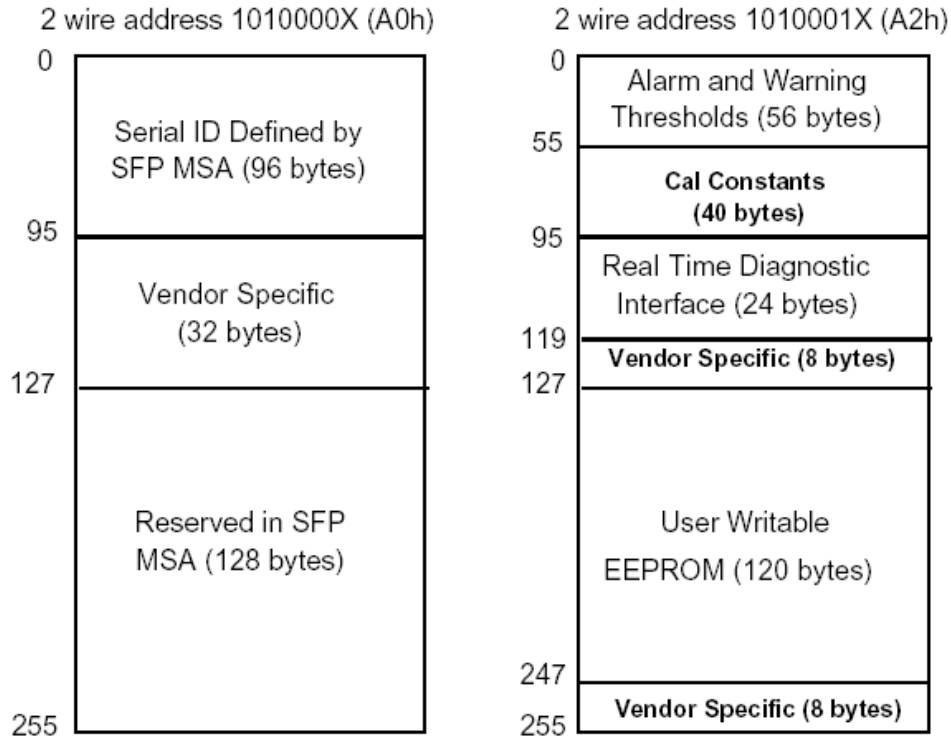 2 wire address 1010000X (A0h)
0
Serial ID Defined by
SFP MSA (96 bytes)
95
Vendor Specific
(32 bytes)
127
Reserved in SFP
MSA (128 bytes)
255
2 wire address 1010001X (A2h)
0
Alarm and Warning
Thresholds (56 bytes)
55
Cal Constants
(40 bytes)
95
Real Time Diagnostic
Interface (24 bytes)
119
Vendor Specific (8 bytes)
127
User Writable
EEPROM (120 bytes)
247
Vendor Specific (8 bytes)
255